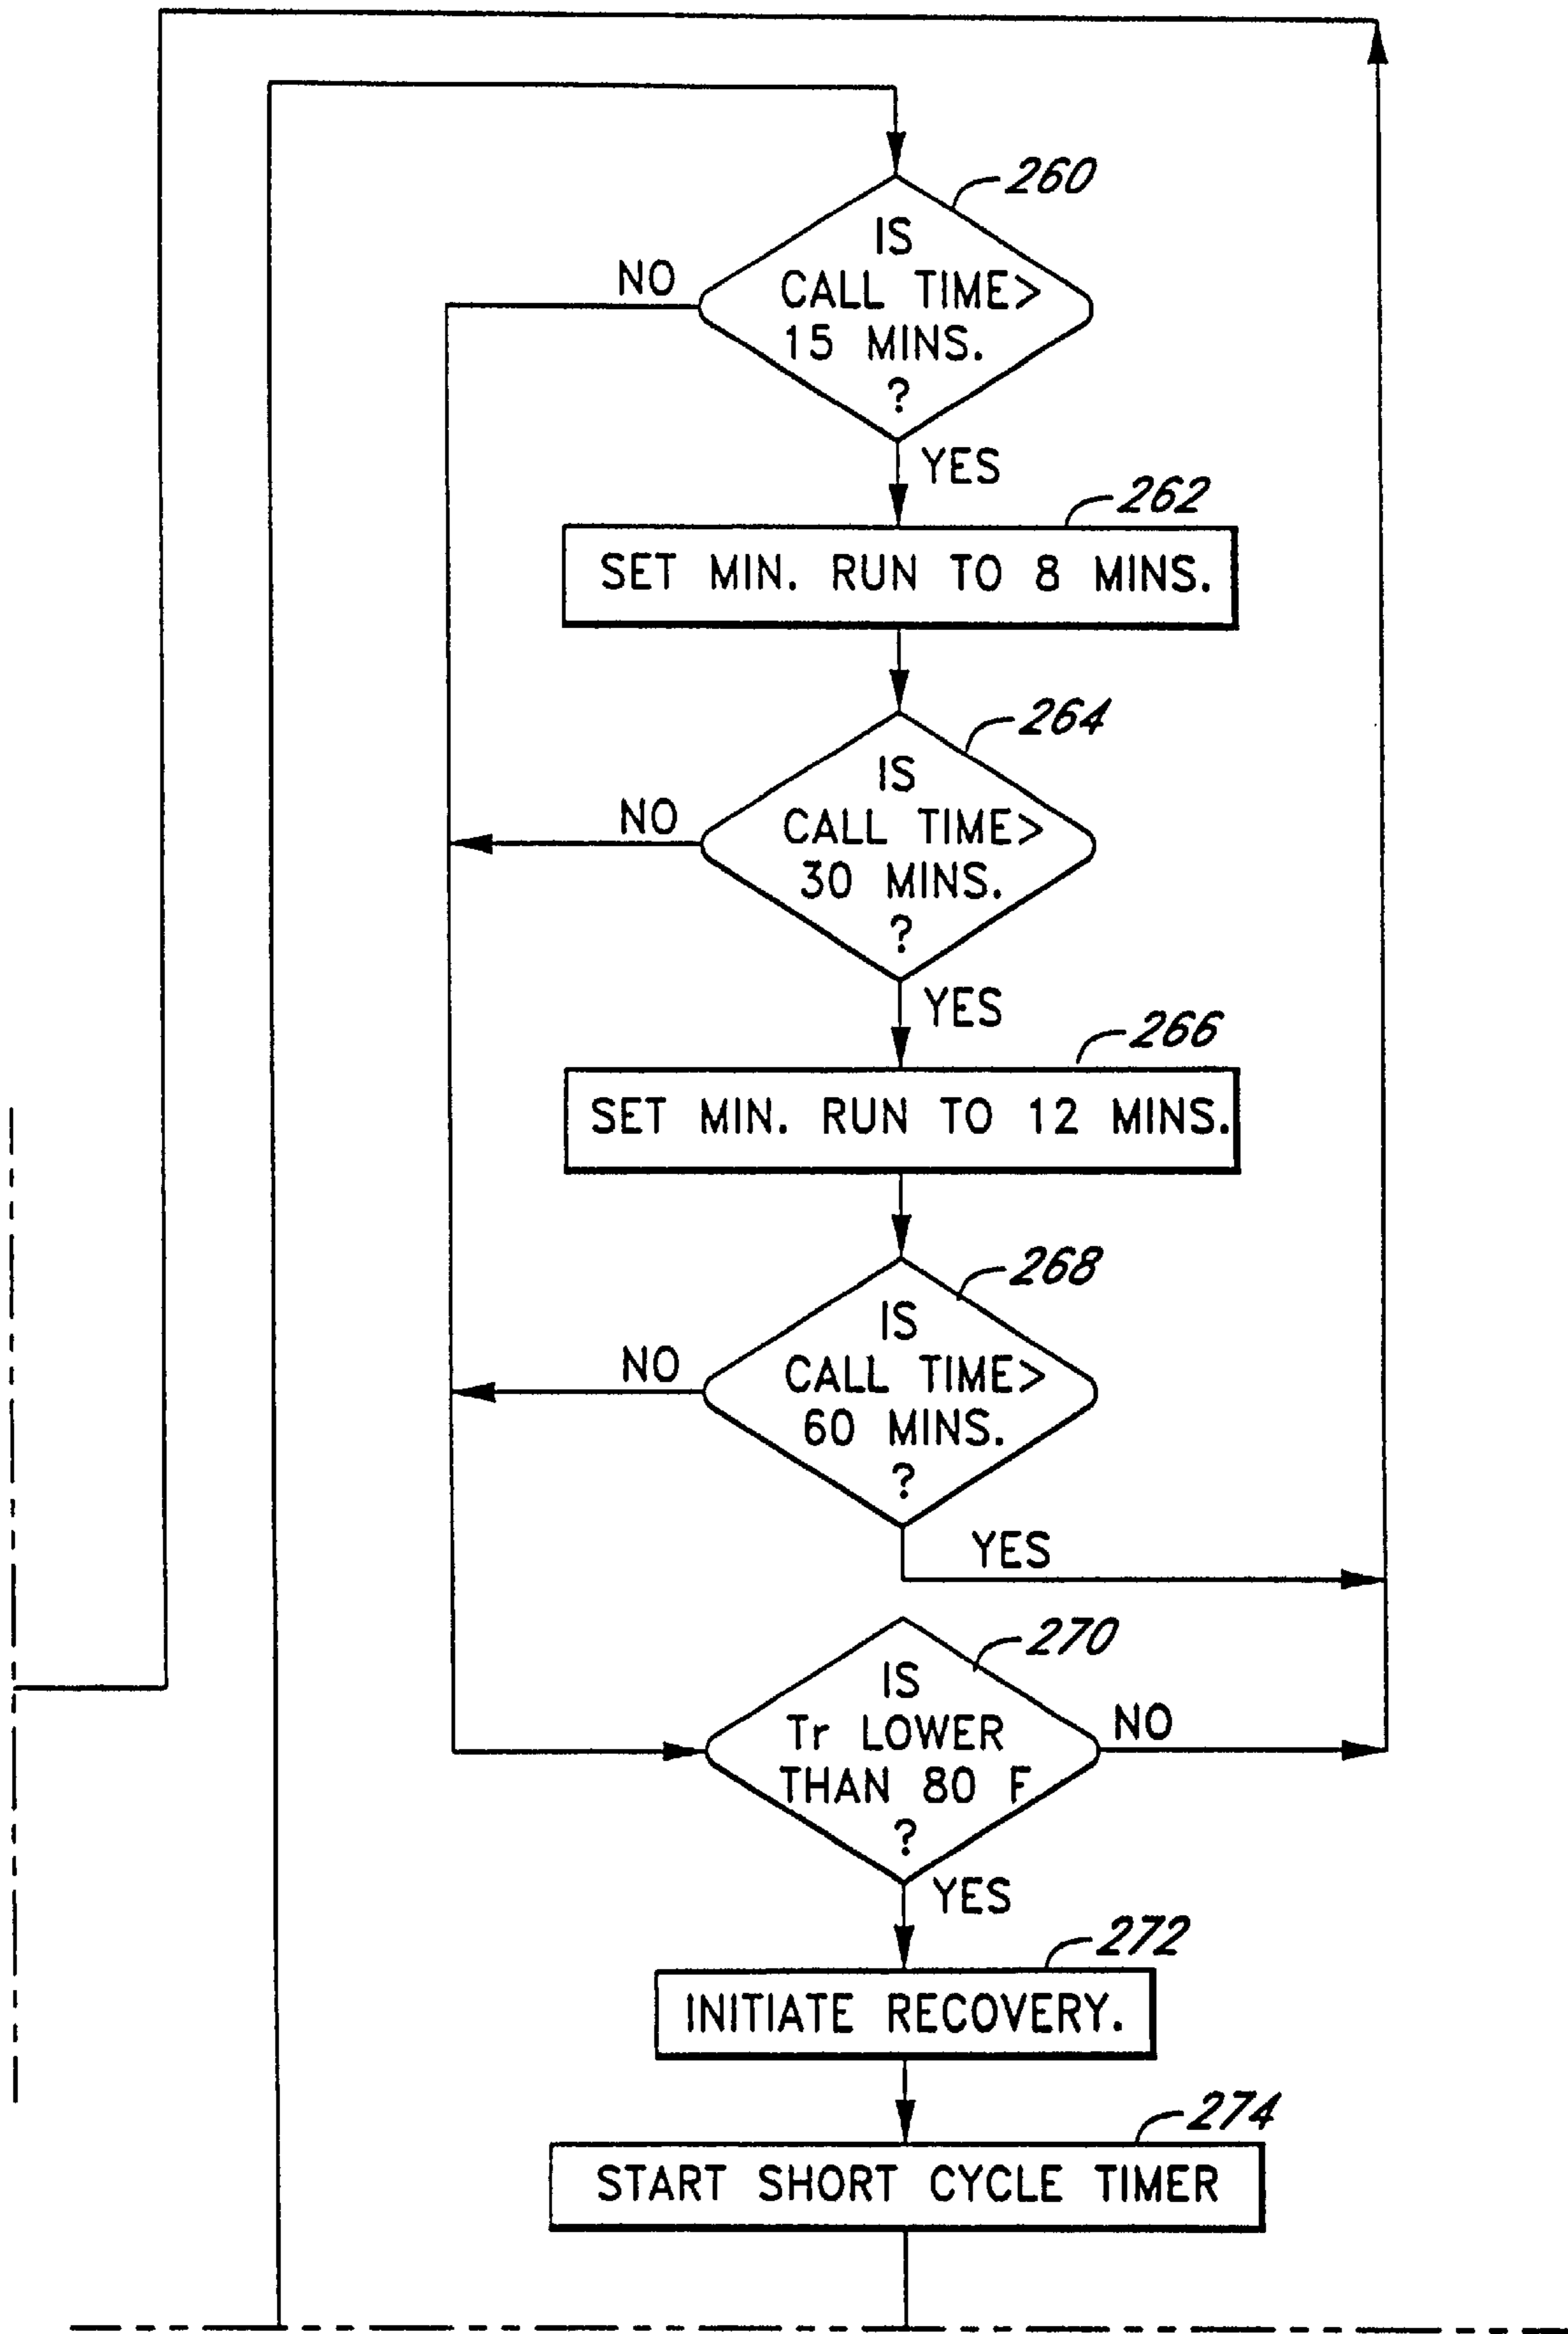 260
IS
CALL TIME>
15 MINS.
?
NO
YES
262
SET MIN. RUN TO 8 MINS.
264
IS
CALL TIME>
30 MINS.
?
NO
YES
266
SET MIN. RUN TO 12 MINS.
268
IS
CALL TIME>
60 MINS.
?
NO
YES
270
IS
Tr LOWER
THAN 80 F
?
NO
YES
272
INITIATE RECOVERY.
274
START SHORT CYCLE TIMER